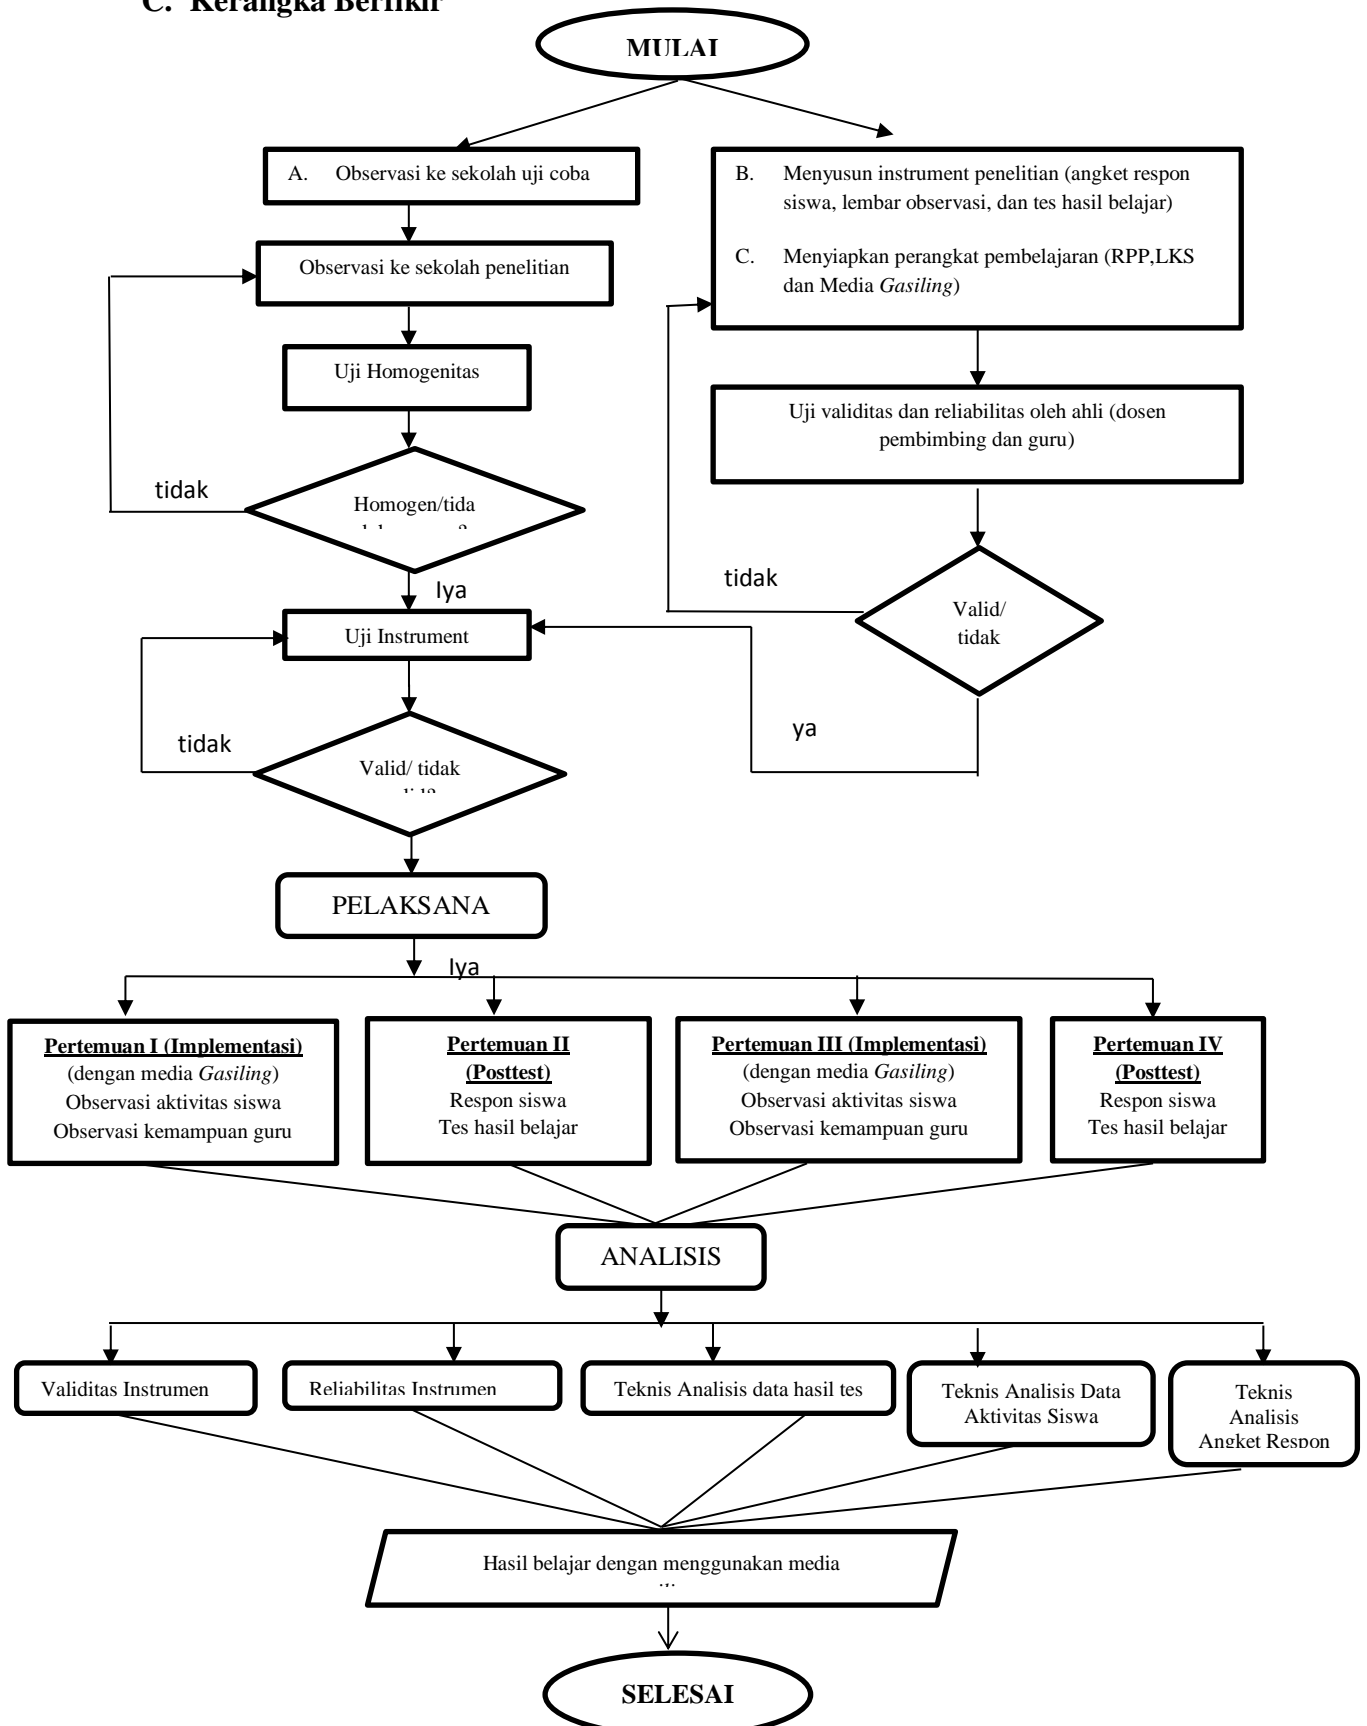 C. Kerangka Berfikir
MULAI
A. Observasi ke sekolah uji coba
B. Menyusun instrument penelitian (angket respon
siswa, lembar observasi, dan tes hasil belajar)
C. Menyiapkan perangkat pembelajaran (RPP,LKS
dan Media Gasiling)
Observasi ke sekolah penelitian
Uji Homogenitas
Uji validitas dan reliabilitas oleh ahli (dosen
pembimbing dan guru)
tidak
Homogen/tida
tidak
Iya
Valid/
tidak
Uji Instrument
ya
tidak
Valid/ tidak
PELAKSANA
Iya
Pertemuan I (Implementasi)
(dengan media Gasiling)
Observasi aktivitas siswa
Observasi kemampuan guru
Pertemuan II
(Posttest)
Respon siswa
Tes hasil belajar
Pertemuan III (Implementasi)
(dengan media Gasiling)
Observasi aktivitas siswa
Observasi kemampuan guru
Pertemuan IV
(Posttest)
Respon siswa
Tes hasil belajar
ANALISIS
Validitas Instrumen
Reliabilitas Instrumen
Teknis Analisis data hasil tes
Teknis Analisis Data
Aktivitas Siswa
Teknis
Analisis
Angket Respon
Hasil belajar dengan menggunakan media
SELESAI